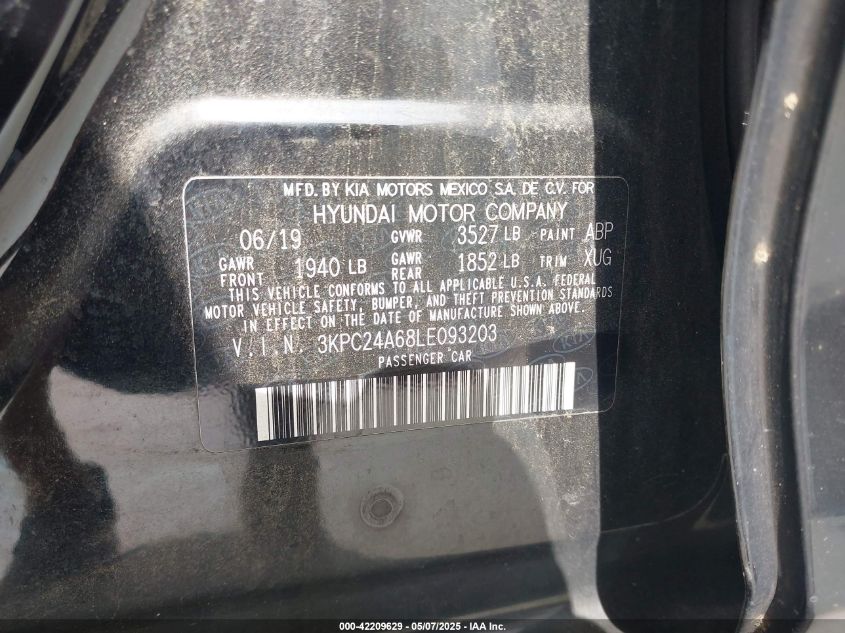 MFD. BY KIA MOTORS MEXICO S.A. DE C.V. FOR
HYUNDAI MOTOR COMPANY
06/19 GVWR 3527 LB PAINT ABP
GAWR FRONT 1940 LB GAWR REAR 1852 LB TRIM XUG
THIS VEHICLE CONFORMS TO ALL APPLICABLE U.S.A. FEDERAL
MOTOR VEHICLE SAFETY, BUMPER, AND THEFT PREVENTION STANDARDS
IN EFFECT ON THE DATE OF MANUFACTURE SHOWN ABOVE.
V.I.N. 3KPC24A68LE093203
PASSENGER CAR
000-42209629 - 05/07/2025 - IAA Inc.